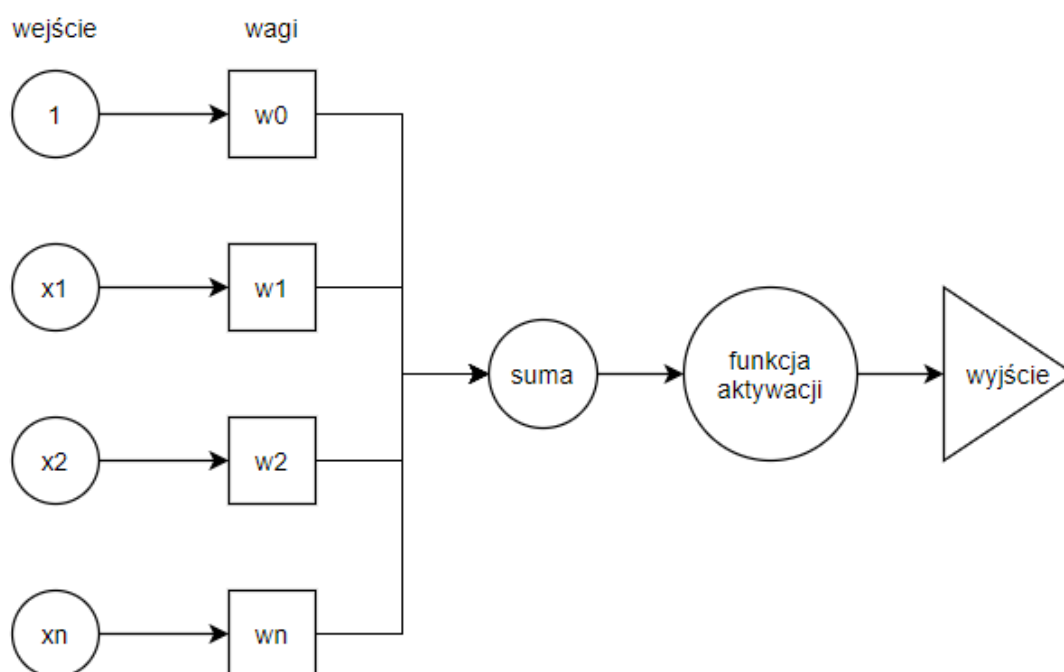 wejście
wagi
1
w0
x1
w1
x2
w2
xn
wn
suma
funkcja
aktywacji
wyjście